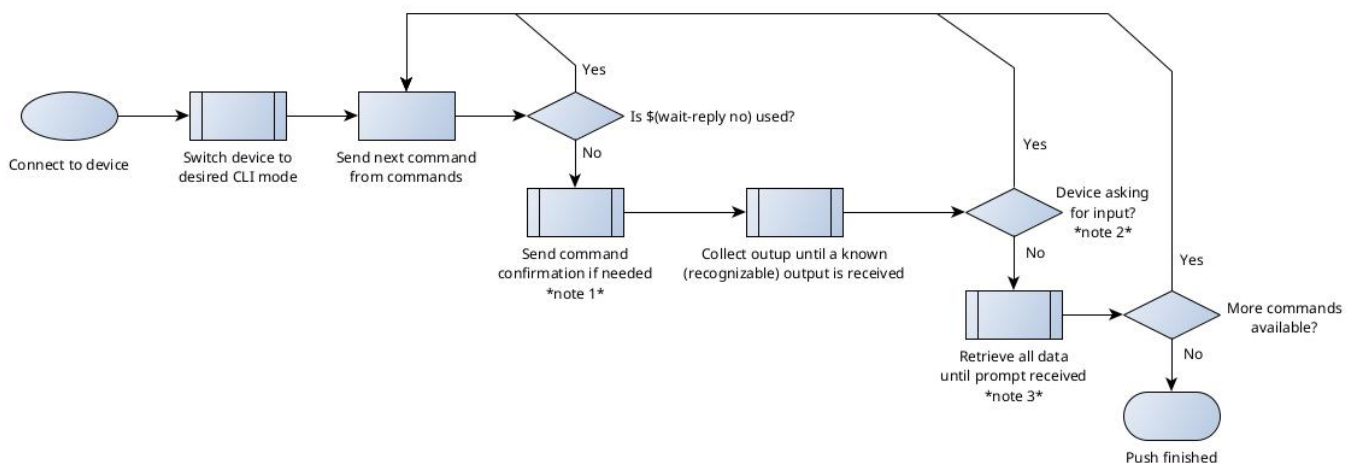 Yes
Connect to device
Switch device to
desired CLI mode
Send next command
from commands
Is $(wait-reply no) used?
No
Send command
confirmation if needed
*note 1*
Collect outup until a known
(recognizable) output is received
Yes
Device asking
for input?
*note 2*
No
Retrieve all data
until prompt received
*note 3*
Yes
More commands
available?
No
Push finished